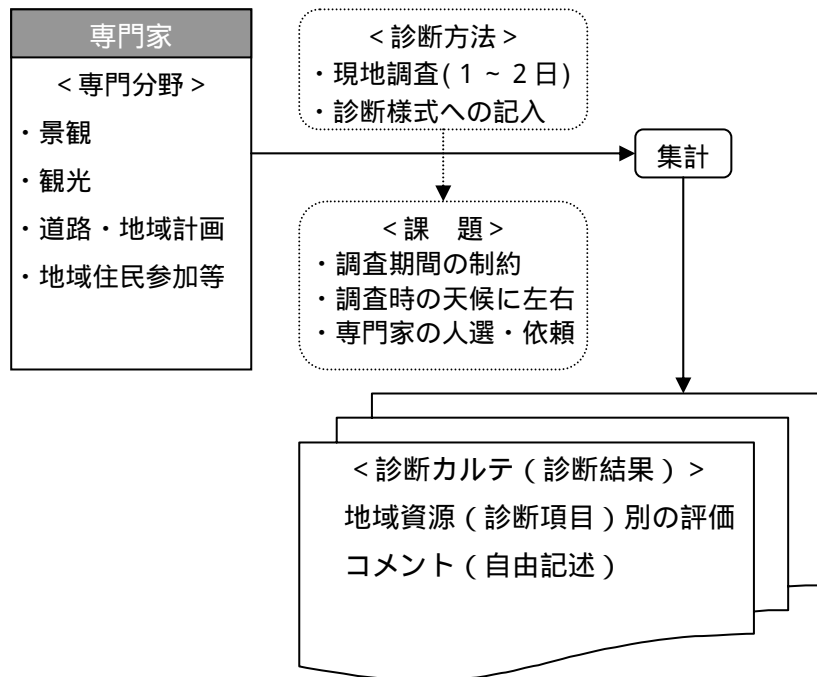 専門家
＜専門分野＞
・景観
・観光
・道路・地域計画
・地域住民参加等
＜診断方法＞
・現地調査(１～２日)
・診断様式への記入
集計
＜課　題＞
・調査期間の制約
・調査時の天候に左右
・専門家の人選・依頼
＜診断カルテ（診断結果）＞
地域資源（診断項目）別の評価
コメント（自由記述）